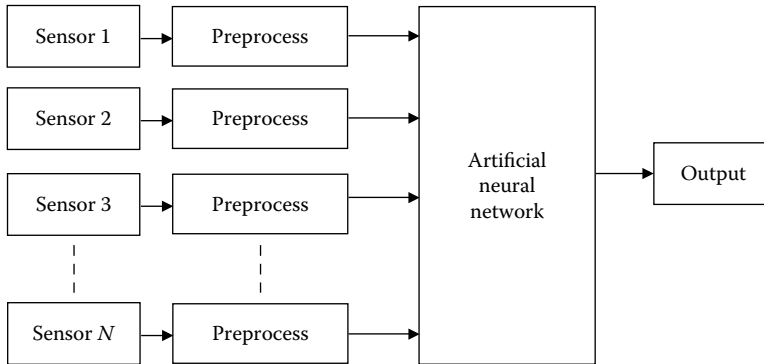 Sensor 1
Preprocess
Sensor 2
Preprocess
Sensor 3
Preprocess
Sensor N
Preprocess
Artificial
neural
network
Output